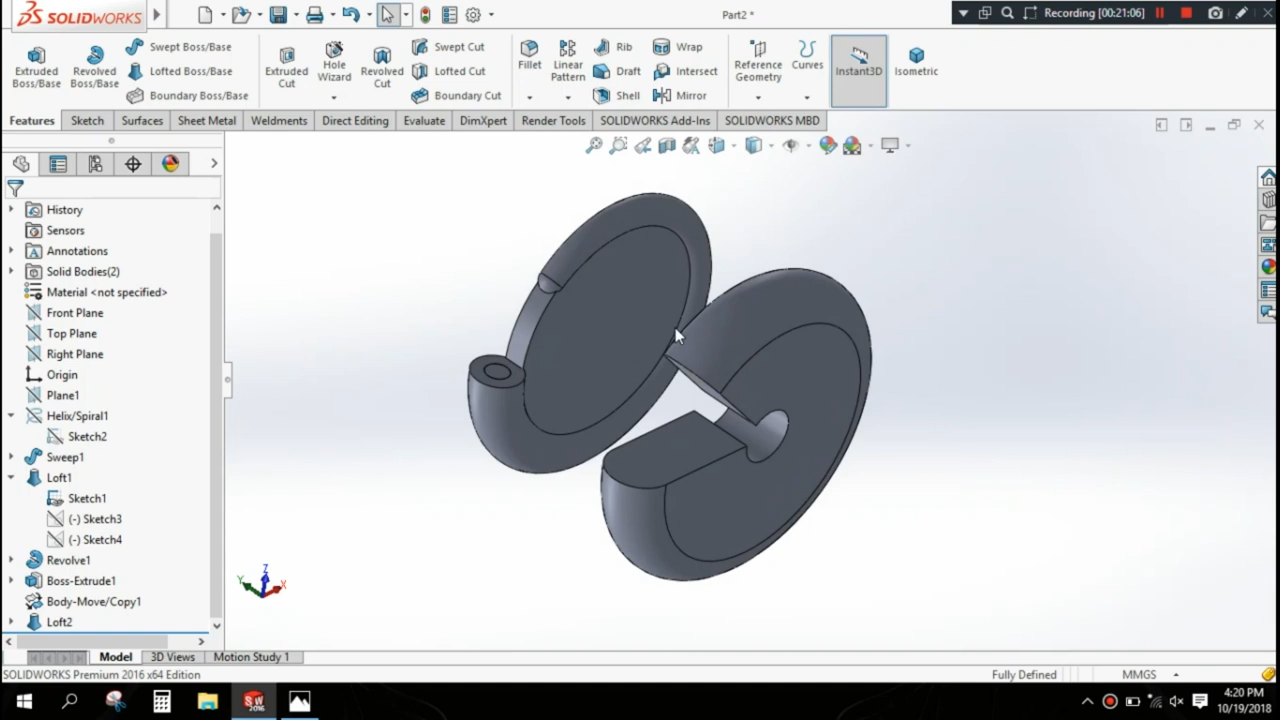 SOLIDWORKS
Part2 *
Recording [00:21:06]
Extruded Boss/Base
Revolved Boss/Base
Swept Boss/Base
Lofted Boss/Base
Boundary Boss/Base
Extruded Cut
Hole Wizard
Revolved Cut
Swept Cut
Lofted Cut
Boundary Cut
Fillet
Linear Pattern
Rib
Draft
Shell
Wrap
Intersect
Mirror
Reference Geometry
Curves
Instant3D
Isometric
Features Sketch Surfaces Sheet Metal Weldments Direct Editing Evaluate DimXpert Render Tools SOLIDWORKS Add-Ins SOLIDWORKS MBD
History
Sensors
Annotations
Solid Bodies(2)
Material <not specified>
Front Plane
Top Plane
Right Plane
Origin
Plane1
Helix/Spiral1
Sketch2
Sweep1
Loft1
Sketch1
(-) Sketch3
(-) Sketch4
Revolve1
Boss-Extrude1
Body-Move/Copy1
Loft2
Z
Y
X
Model 3D Views Motion Study 1
SOLIDWORKS Premium 2016 x64 Edition Fully Defined MMGS
SW
2016
4:20 PM
10/19/2018